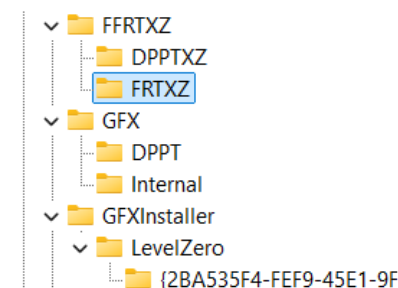 FFRTXZ
DPPTXZ
FRTXZ
GFX
DPPT
Internal
GFXInstaller
LevelZero
{2BA535F4-FEF9-45E1-9F